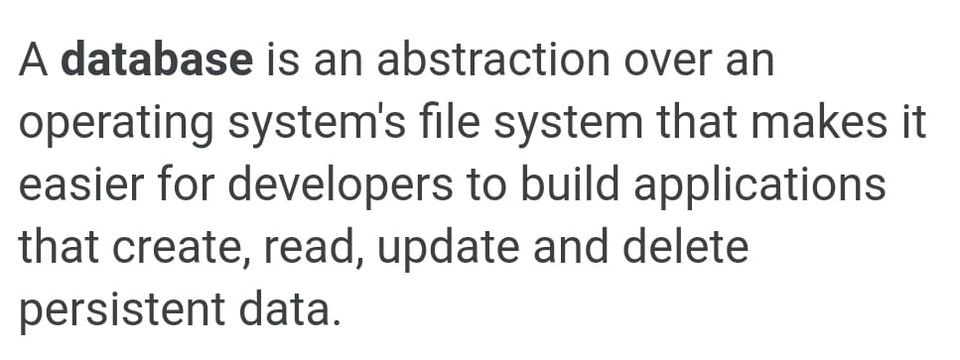 A database is an abstraction over an
operating system's file system that makes it
easier for developers to build applications
that create, read, update and delete
persistent data.